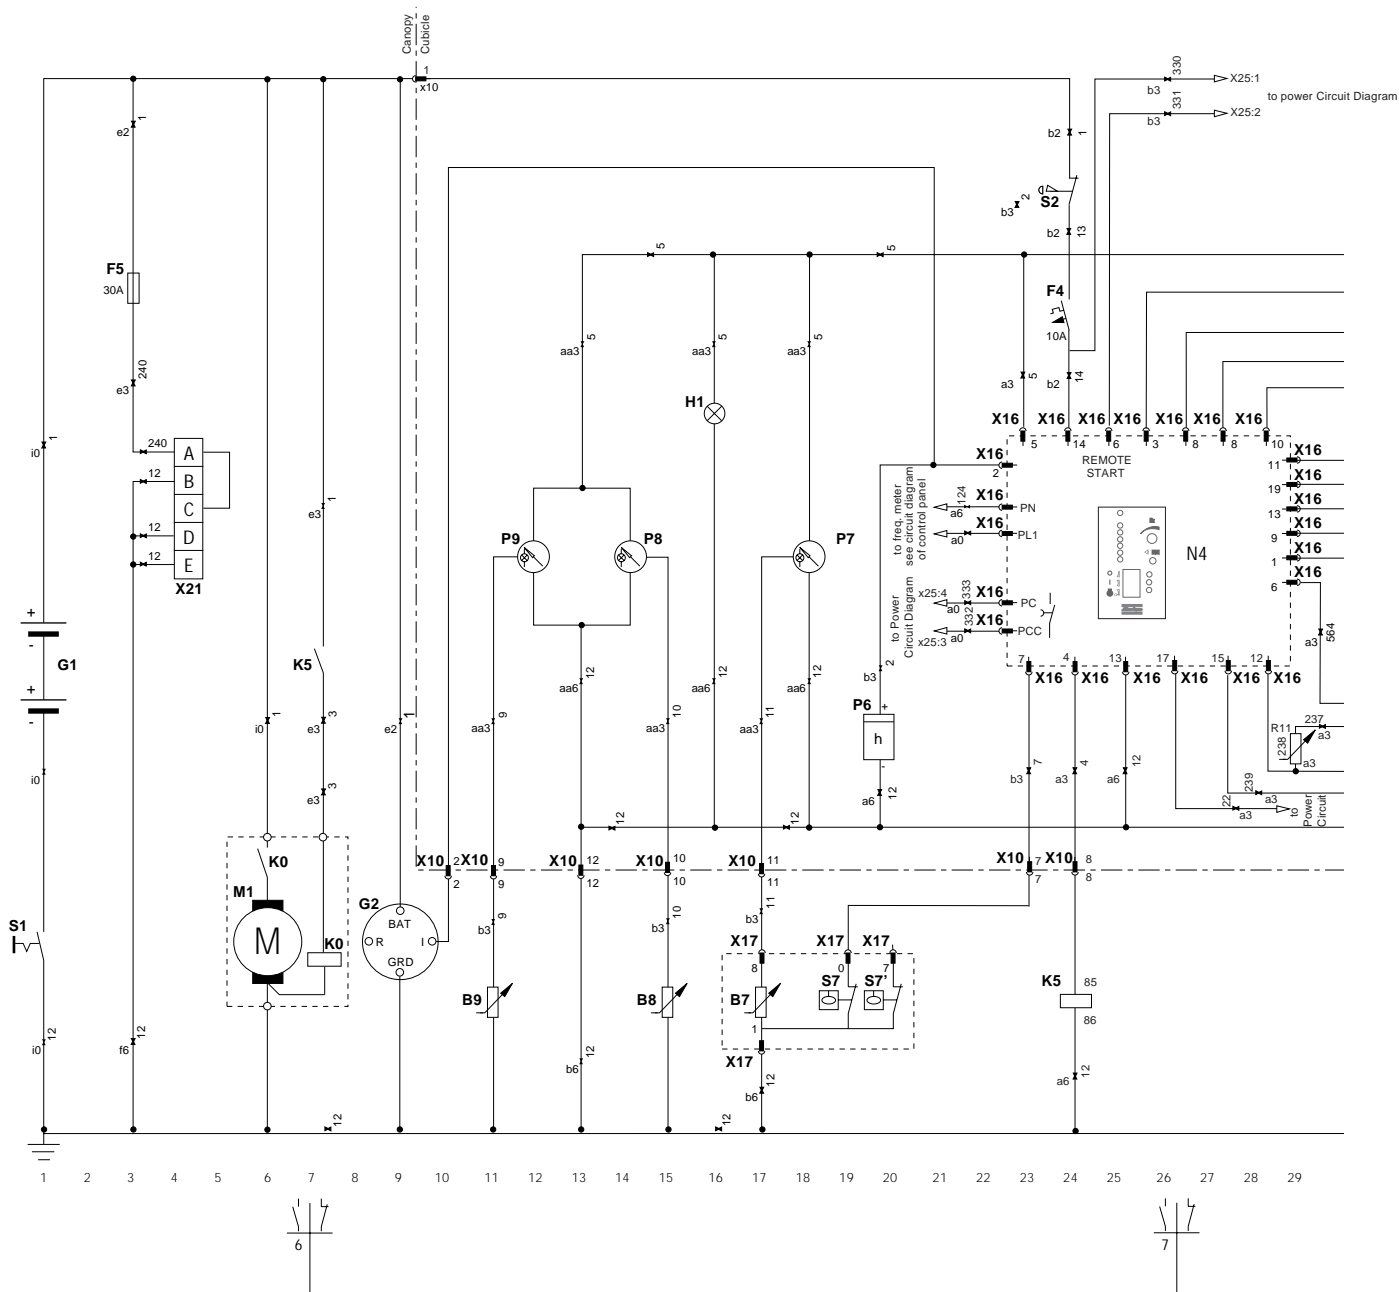 Canopy
Cubicle
1
x10
330
b3
X25:1
to power Circuit Diagram
331
b3
X25:2
e2
1
b2
1
S2
b3
2
b2
13
5
5
F5
30A
F4
10A
aa3
5
aa3
5
aa3
5
e3
240
a3
5
b2
14
H1
i0
1
240
12
12
12
A
B
C
D
E
X21
X16
X16
X16
X16
X16
X16
X16
5
14
6
3
8
8
10
REMOTE
START
X16
2
X16
PN
X16
PL1
X16
PC
X16
PCC
124
a6
a0
333
a0
332
a0
x25:4
x25:3
to freq. meter
see circuit diagram
of control panel
to Power
Circuit Diagram
11
X16
19
X16
13
X16
9
X16
1
X16
6
X16
N4
564
a3
e3
1
P9
P8
P7
+
-
G1
+
-
K5
7
4
13
17
15
12
X16
X16
X16
X16
X16
b3
2
P6
+
h
-
aa6
12
aa6
12
aa6
12
i0
1
e3
3
e2
1
aa3
9
aa3
10
aa3
11
R11
237
a3
238
a3
i0
e3
3
a6
12
b3
7
a3
4
a6
12
239
a3
22
a3
to
Power
Circuit
12
12
K0
M1
M
K0
X10
2
2
X10
9
9
X10
12
12
X10
10
10
X10
11
11
X10
7
7
X10
8
8
S1
G2
BAT
R
I
GRD
b3
9
b3
10
b3
11
X17
8
X17
0
X17
7
B9
B8
B7
S7
S7'
K5
85
86
1
X17
i0
12
f6
12
b6
12
b6
12
a6
12
12
12
1 2 3 4 5 6 7 8 9 10 11 12 13 14 15 16 17 18 19 20 21 22 23 24 25 26 27 28 29
6
7